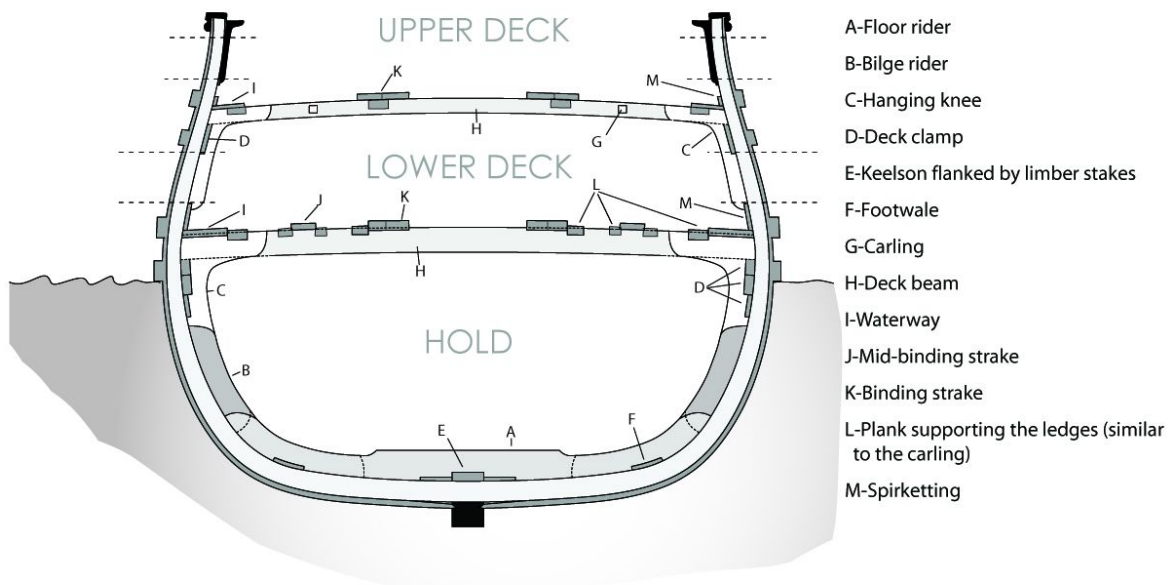 UPPER DECK
K
I
M
H
G
D
C
LOWER DECK
L
J
K
I
M
H
C
D
HOLD
B
F
E
A
A-Floor rider
B-Bilge rider
C-Hanging knee
D-Deck clamp
E-Keelson flanked by limber stakes
F-Footwale
G-Carling
H-Deck beam
I-Waterway
J-Mid-binding strake
K-Binding strake
L-Plank supporting the ledges (similar
to the carling)
M-Spirketting